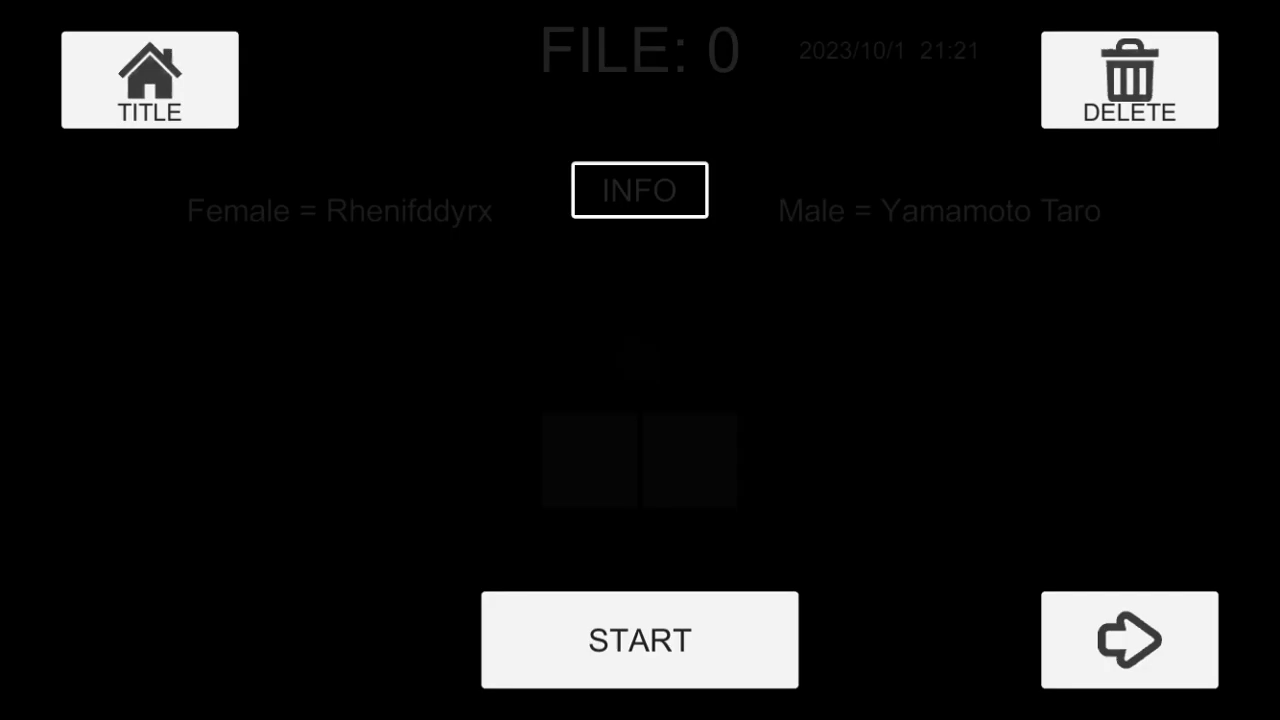 FILE: 0
2023/10/1 21:21
TITLE
DELETE
INFO
Female = Rhenifddyrx
Male = Yamamoto Taro
START